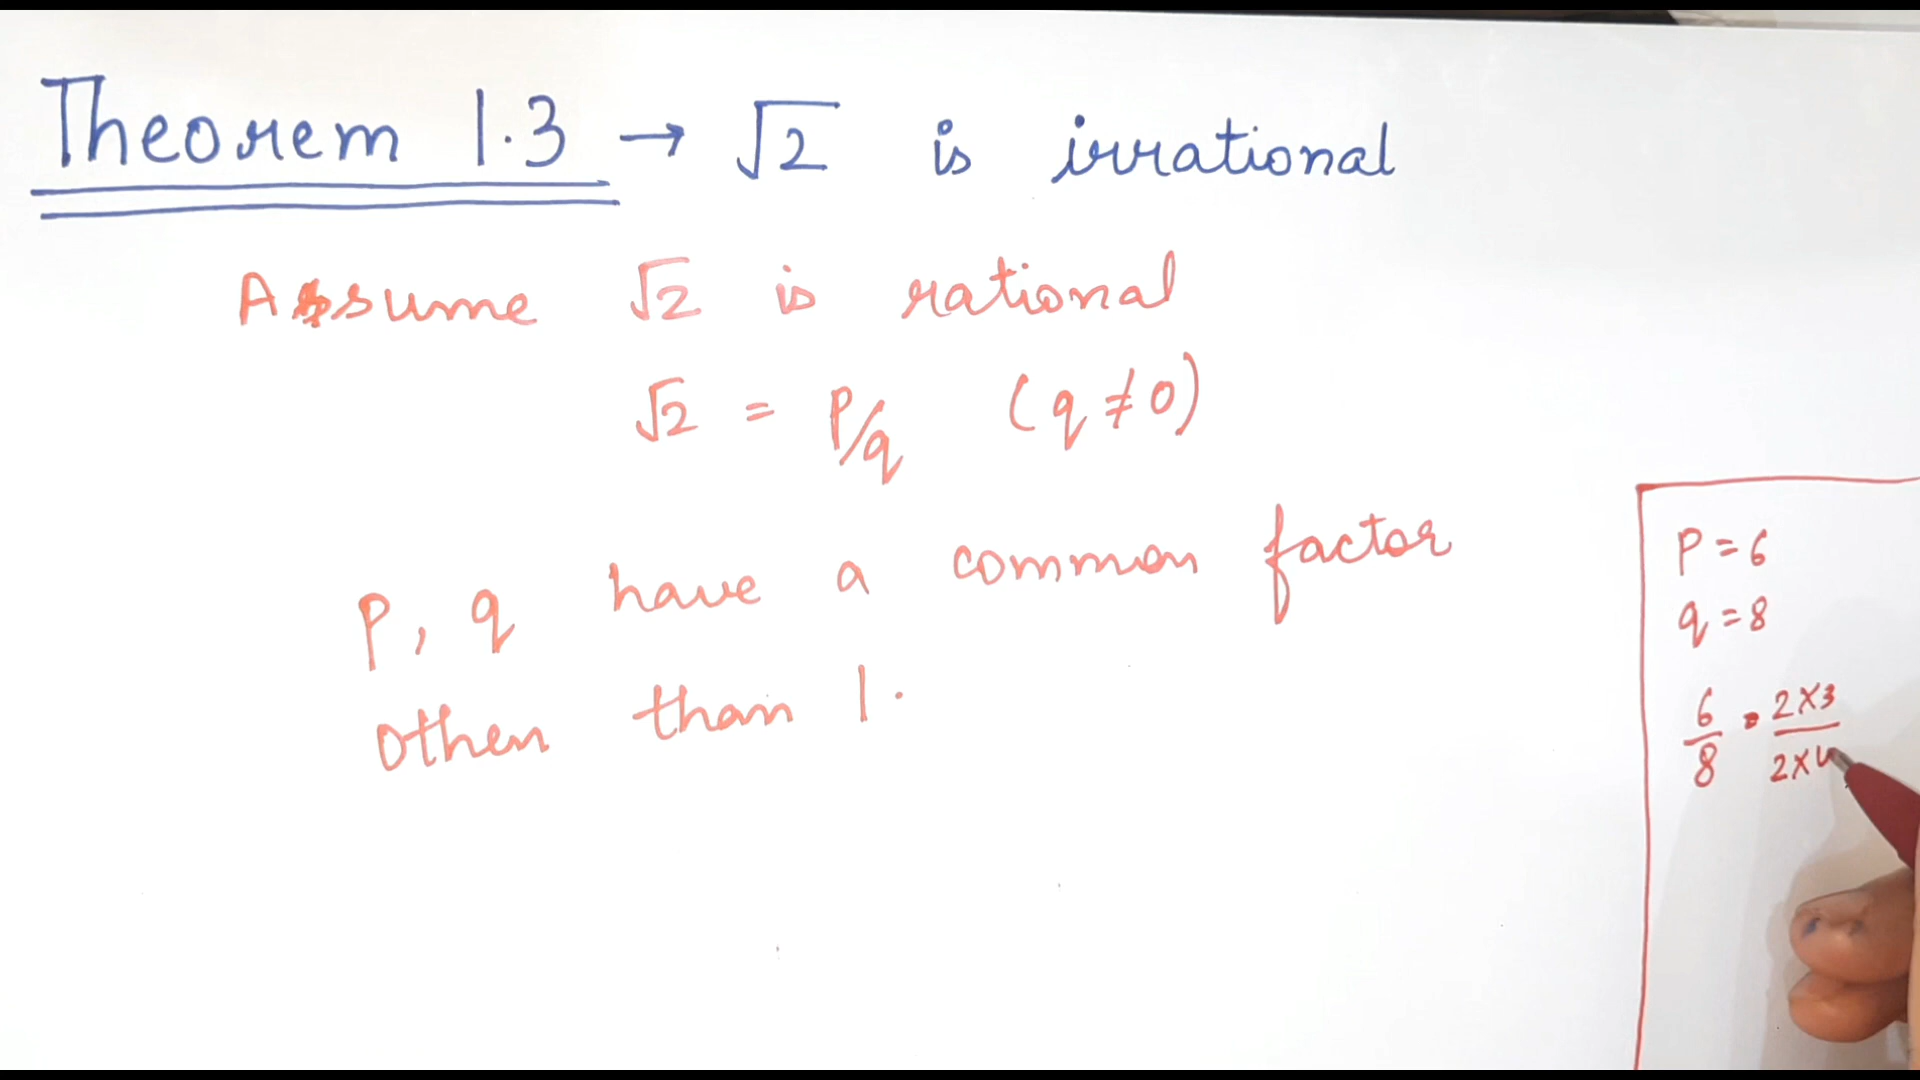 Theorem 1.3 → √2 is irrational
Assume √2 is rational
√2 = P/q (q ≠ 0)
P, q have a common factor
other than 1.
P = 6
q = 8
6/8 = 2×3/2×4